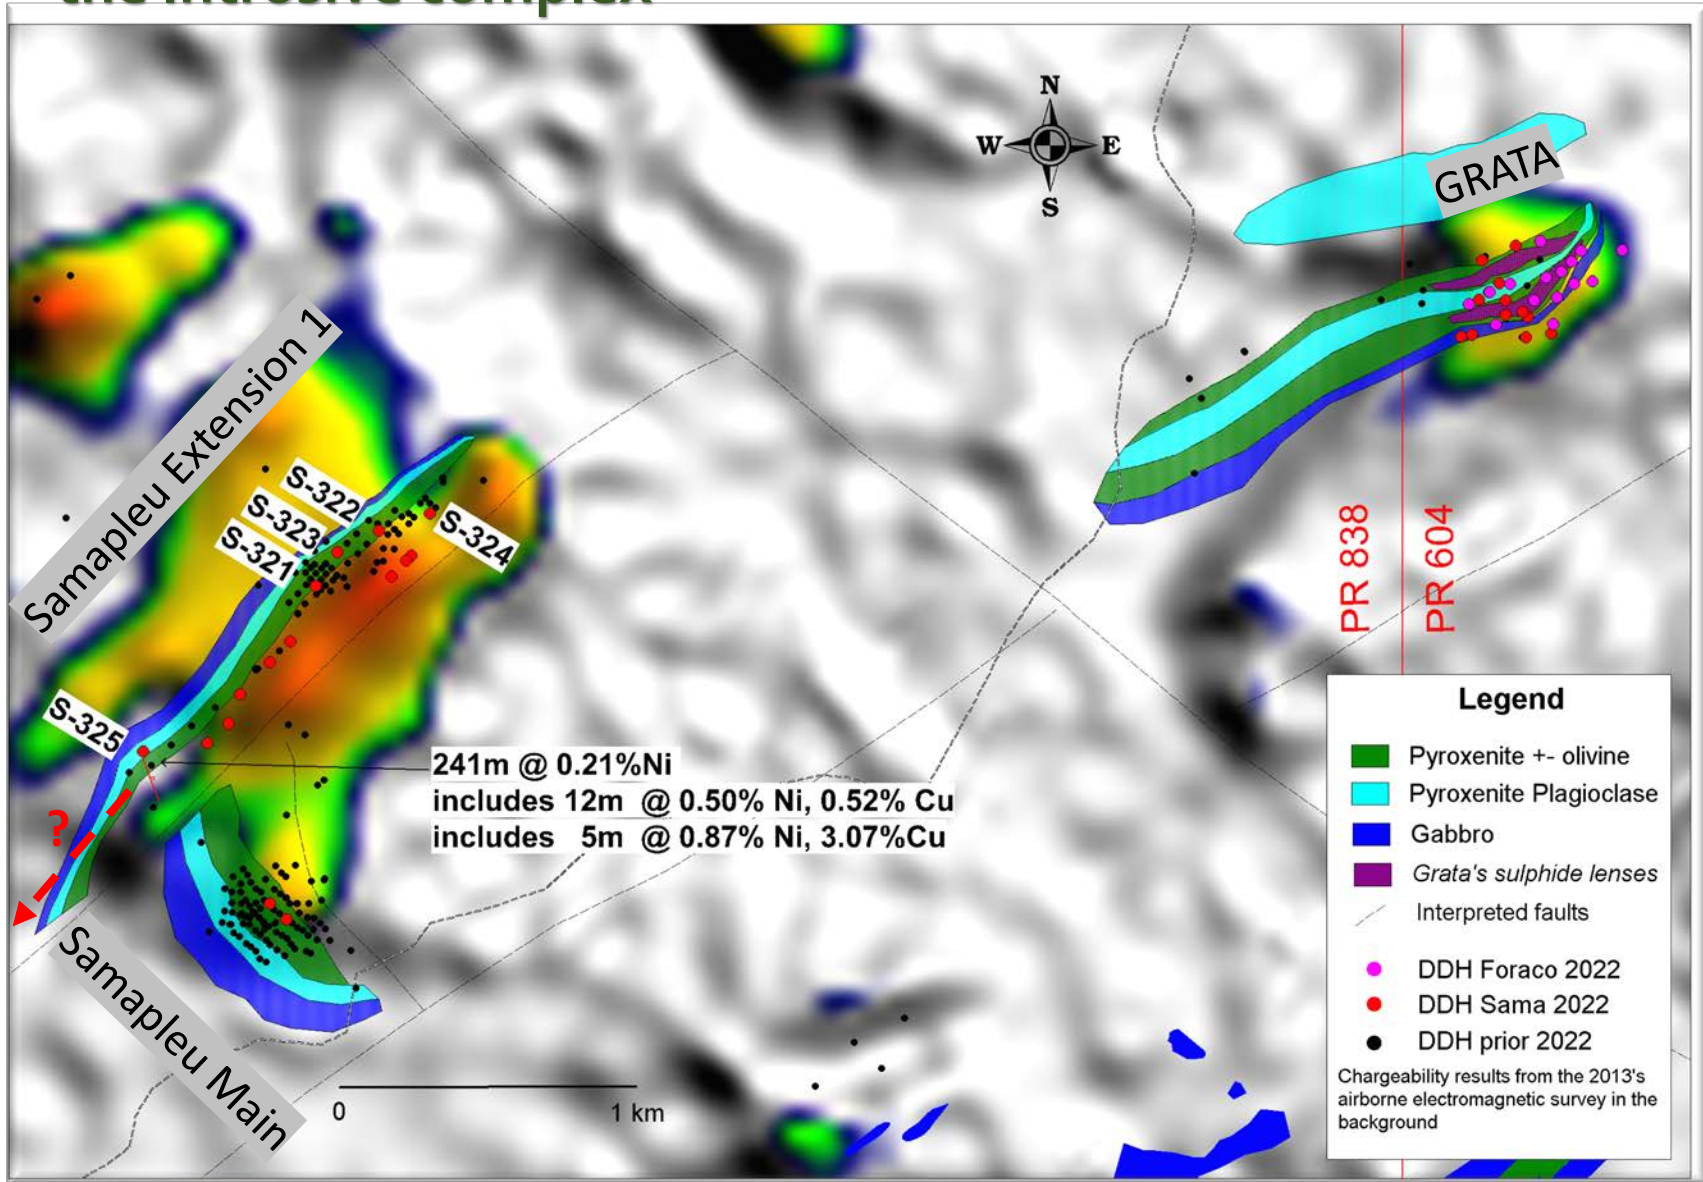 the intrusive complex
N
W E
S
GRATA
Samapleu Extension 1
S-322
S-323
S-321
S-324
S-325
PR 838
PR 604
241m @ 0.21%Ni
includes 12m @ 0.50% Ni, 0.52% Cu
includes 5m @ 0.87% Ni, 3.07%Cu
?
Samapleu Main
0 1 km
Legend
Pyroxenite +- olivine
Pyroxenite Plagioclase
Gabbro
Grata's sulphide lenses
Interpreted faults
DDH Foraco 2022
DDH Sama 2022
DDH prior 2022
Chargeability results from the 2013's
airborne electromagnetic survey in the
background